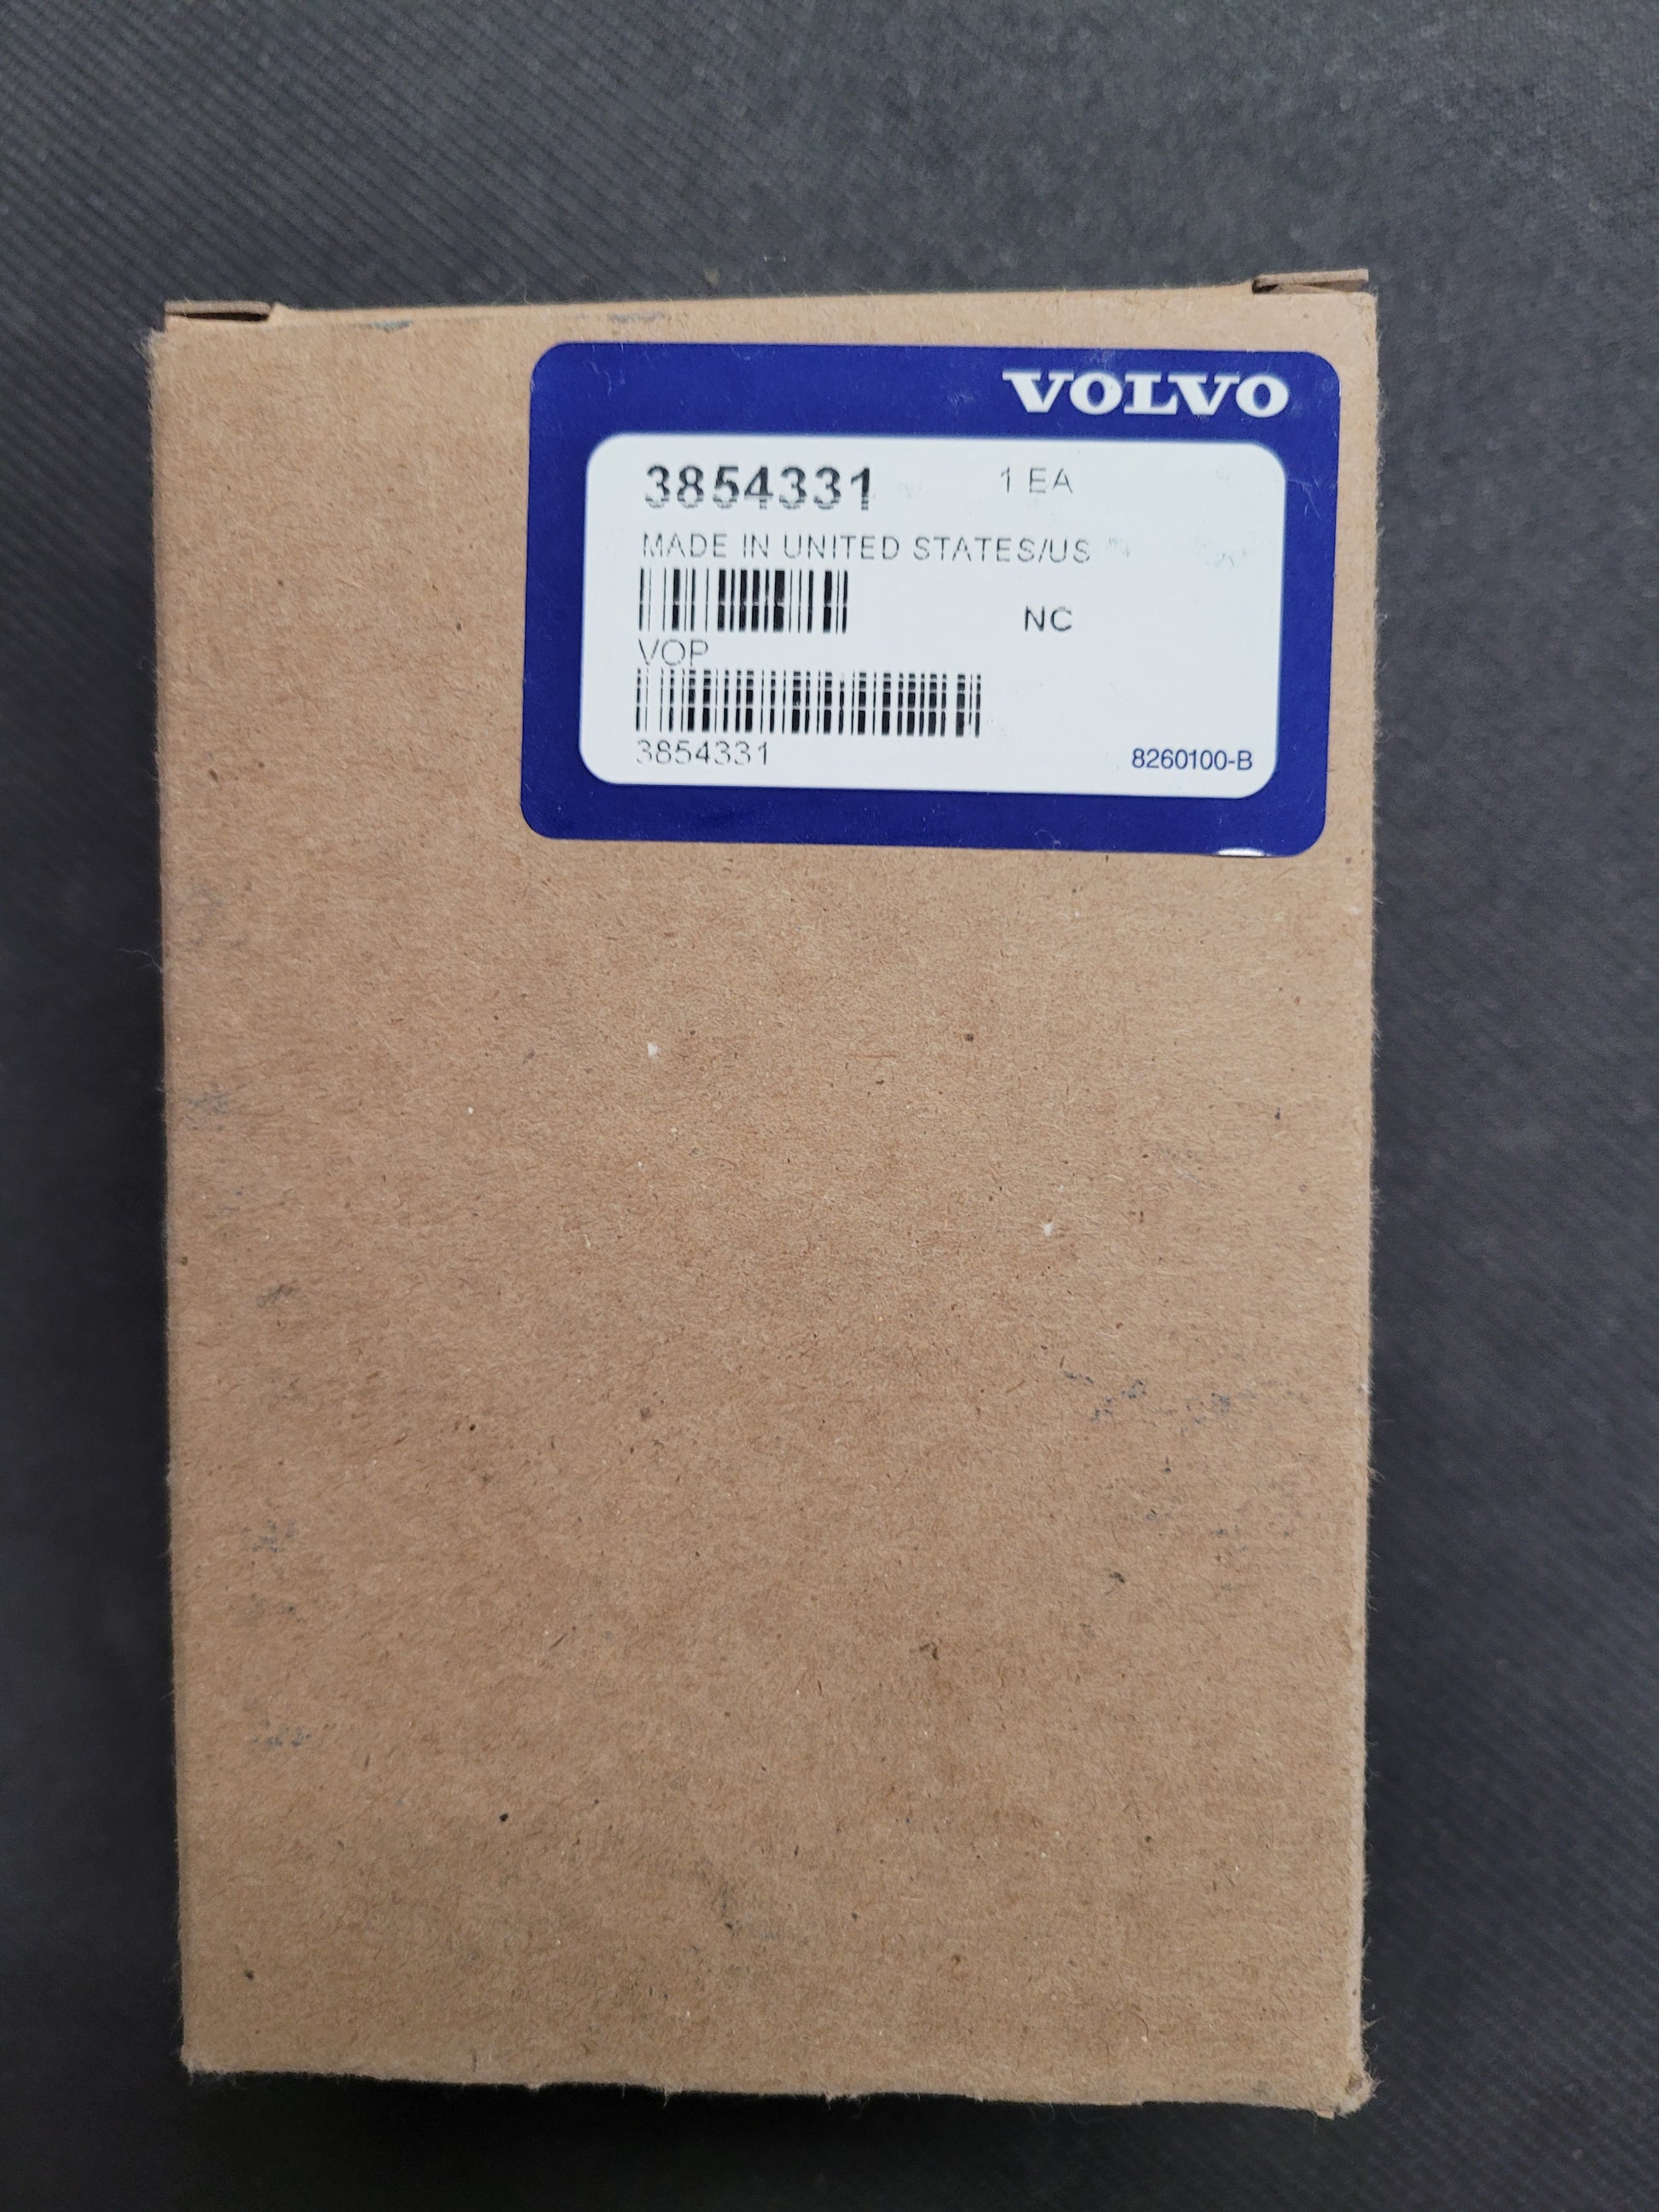 VOLVO
3854331 1 EA
MADE IN UNITED STATES/US
NC
VOP
3854331
8260100-B